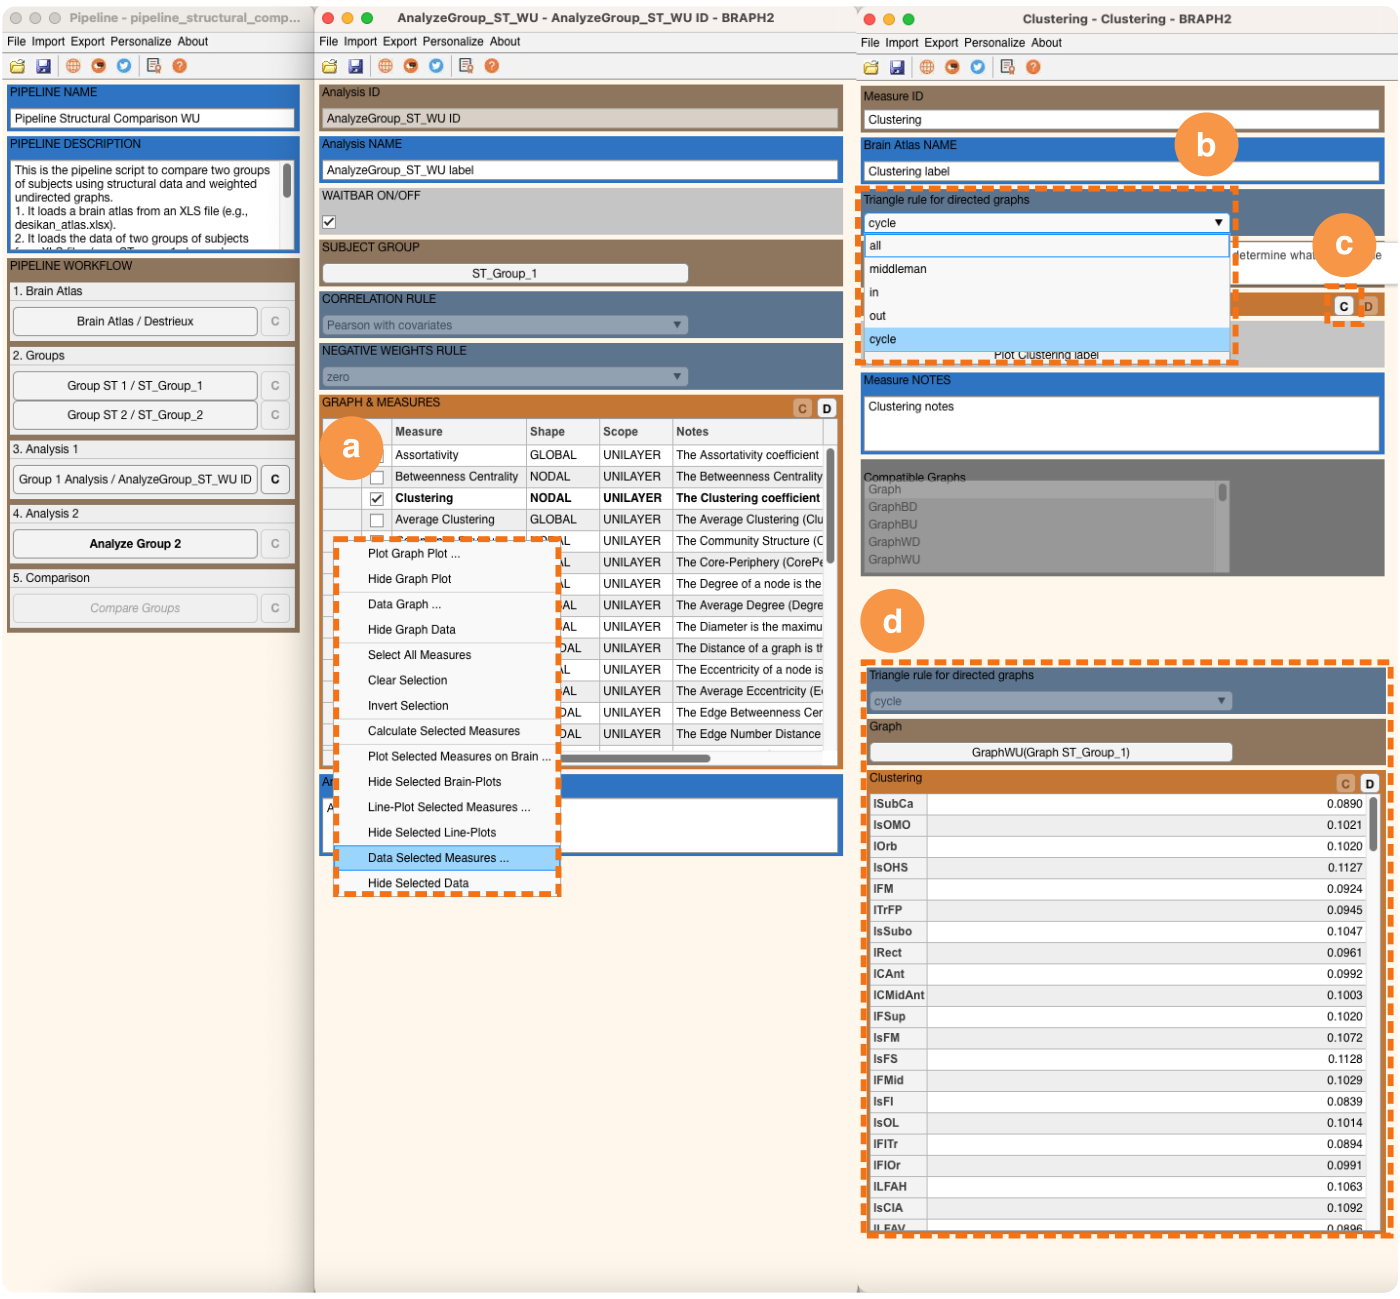 Pipeline - pipeline_structural_comp...
File Import Export Personalize About
PIPELINE NAME
Pipeline Structural Comparison WU
PIPELINE DESCRIPTION
This is the pipeline script to compare two groups
of subjects using structural data and weighted
undirected graphs.
1. It loads a brain atlas from an XLS file (e.g.,
desikan_atlas.xlsx).
2. It loads the data of two groups of subjects
PIPELINE WORKFLOW
1. Brain Atlas
Brain Atlas / Destrieux C
2. Groups
Group ST 1 / ST_Group_1 C
Group ST 2 / ST_Group_2 C
3. Analysis 1
Group 1 Analysis / AnalyzeGroup_ST_WU ID C
4. Analysis 2
Analyze Group 2 C
5. Comparison
Compare Groups C
AnalyzeGroup_ST_WU - AnalyzeGroup_ST_WU ID - BRAPH2
File Import Export Personalize About
Analysis ID
AnalyzeGroup_ST_WU ID
Analysis NAME
AnalyzeGroup_ST_WU label
WAITBAR ON/OFF
SUBJECT GROUP
ST_Group_1
CORRELATION RULE
Pearson with covariates
NEGATIVE WEIGHTS RULE
zero
GRAPH & MEASURES C D
a
Measure Shape Scope Notes
Assortativity GLOBAL UNILAYER The Assortativity coefficient
Betweenness Centrality NODAL UNILAYER The Betweenness Centrality
Clustering NODAL UNILAYER The Clustering coefficient
Average Clustering GLOBAL UNILAYER The Average Clustering (Clu
UNILAYER The Community Structure (C
AL UNILAYER The Core-Periphery (CorePe
AL UNILAYER The Degree of a node is the
AL UNILAYER The Average Degree (Degre
AL UNILAYER The Diameter is the maximu
DAL UNILAYER The Distance of a graph is th
AL UNILAYER The Eccentricity of a node is
AL UNILAYER The Average Eccentricity (Ec
DAL UNILAYER The Edge Betweenness Cer
DAL UNILAYER The Edge Number Distance
Plot Graph Plot ...
Hide Graph Plot
Data Graph ...
Hide Graph Data
Select All Measures
Clear Selection
Invert Selection
Calculate Selected Measures
Plot Selected Measures on Brain ...
Hide Selected Brain-Plots
Line-Plot Selected Measures ...
Hide Selected Line-Plots
Data Selected Measures ...
Hide Selected Data
Clustering - Clustering - BRAPH2
File Import Export Personalize About
Measure ID
Clustering
Brain Atlas NAME
b
Clustering label
Triangle rule for directed graphs
cycle
all
middleman
in
out
cycle
c
C D
Plot Clustering label
Measure NOTES
Clustering notes
Compatible Graphs
Graph
GraphBD
GraphBU
GraphWD
GraphWU
d
Triangle rule for directed graphs
cycle
Graph
GraphWU(Graph ST_Group_1)
Clustering C D
lSubCa 0.0890
lsOMO 0.1021
lOrb 0.1020
lsOHS 0.1127
lFM 0.0924
lTrFP 0.0945
lsSubo 0.1047
lRect 0.0961
lCAnt 0.0992
lCMidAnt 0.1003
lFSup 0.1020
lsFM 0.1072
lsFS 0.1128
lFMid 0.1029
lsFI 0.0839
lsOL 0.1014
lFITr 0.0894
lFIOr 0.0991
lLFAH 0.1063
lsCIA 0.1092
lLFAV 0.0896